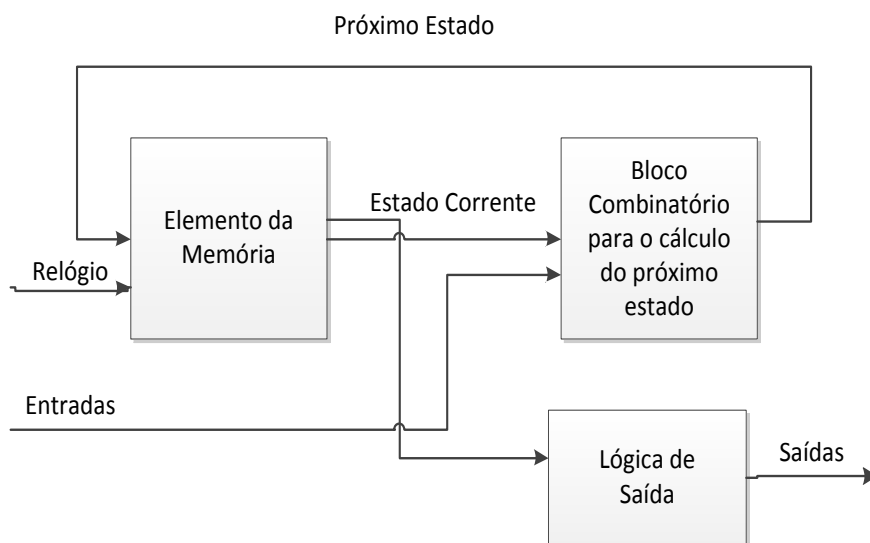 Próximo Estado
Elemento da
Memória
Estado Corrente
Bloco
Combinatório
para o cálculo
do próximo
estado
Relógio
Entradas
Lógica de
Saída
Saídas